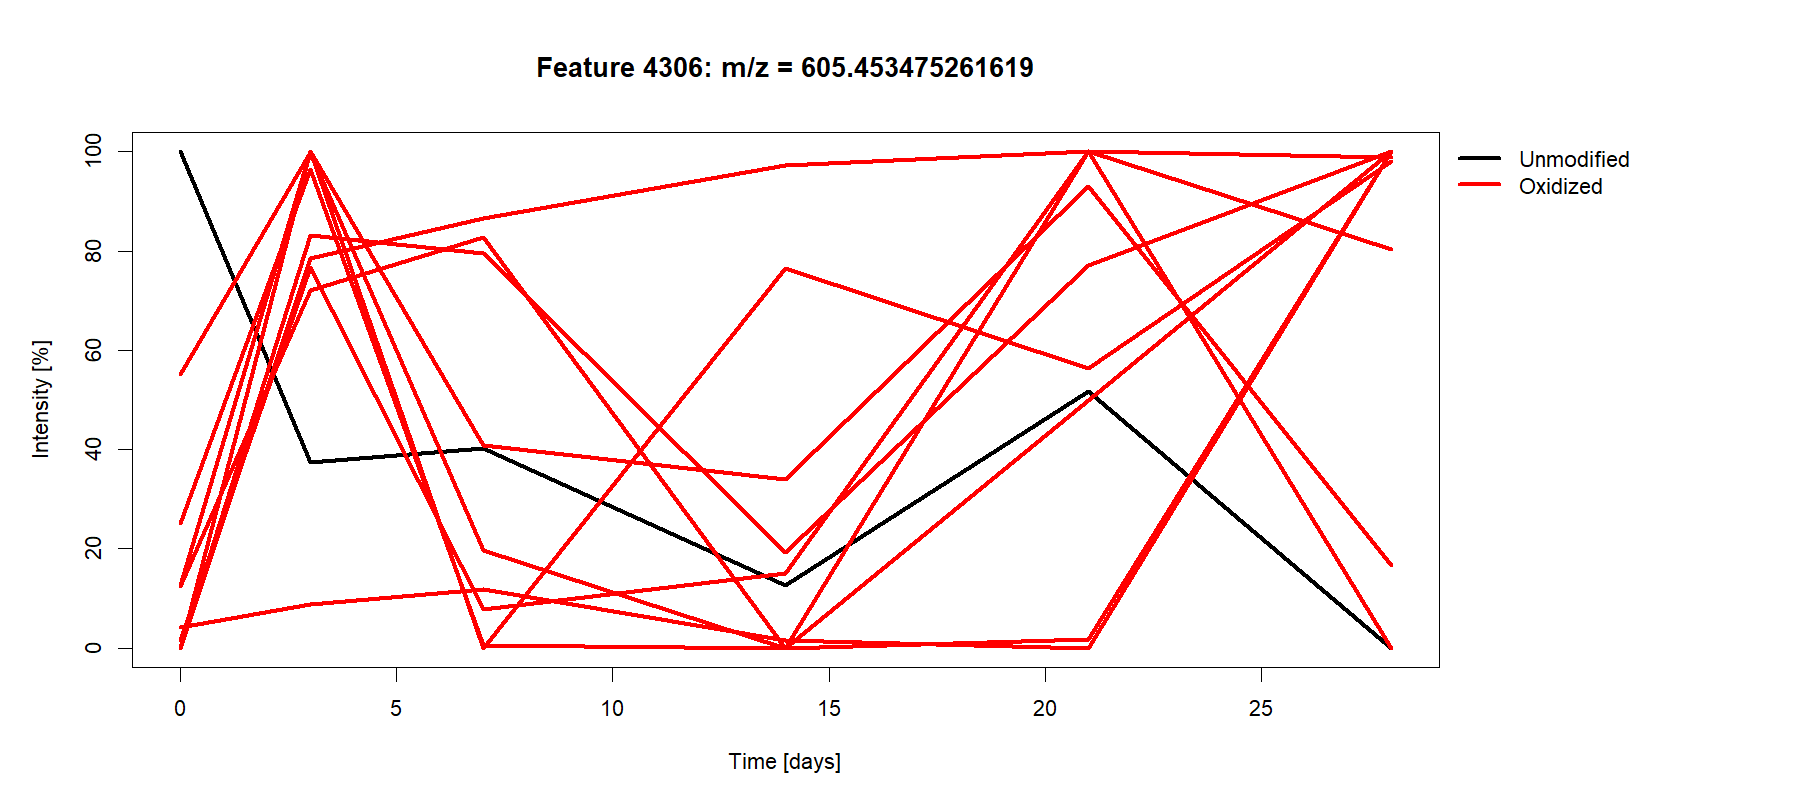 Feature 4306: m/z = 605.453475261619
Unmodified
Oxidized
Intensity [%]
100
80
60
40
20
0
0 5 10 15 20 25
Time [days]